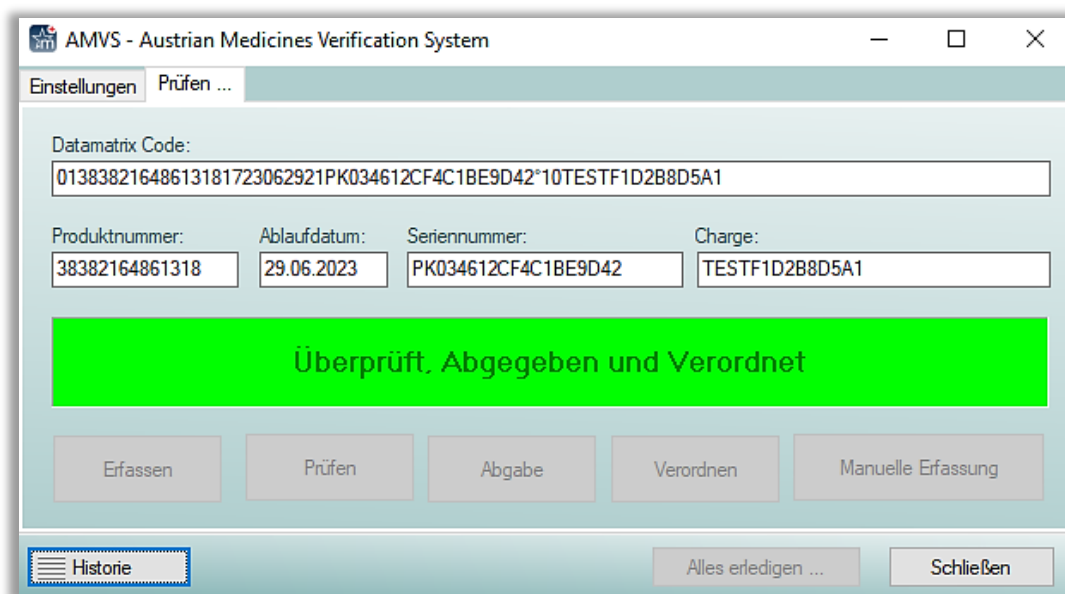 AMVS - Austrian Medicines Verification System
Einstellungen Prüfen ...
Datamatrix Code:
01383821648613181723062921PK034612CF4C1BE9D42°10TESTF1D2B8D5A1
Produktnummer: Ablaufdatum: Seriennummer: Charge:
38382164861318 29.06.2023 PK034612CF4C1BE9D42 TESTF1D2B8D5A1
Überprüft, Abgegeben und Verordnet
Erfassen Prüfen Abgabe Verordnen Manuelle Erfassung
Historie Alles erledigen ... Schließen